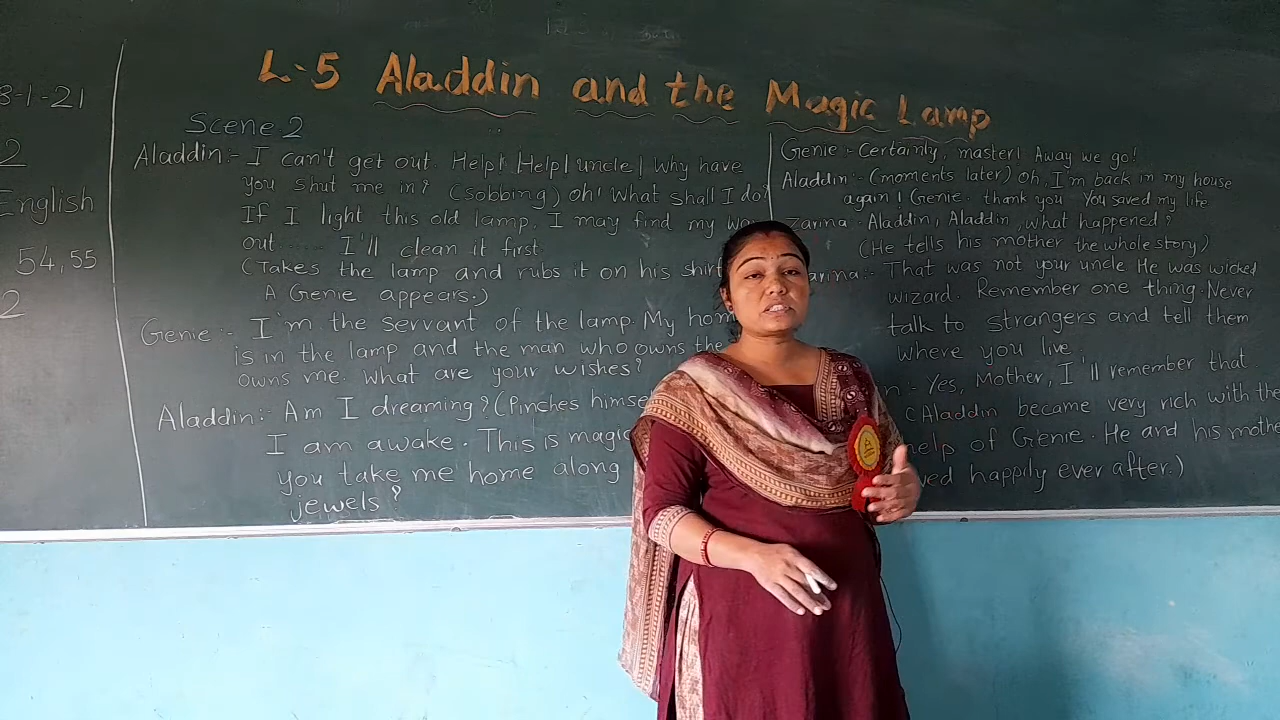 8-1-21
2
English
54,55
2
L-5 Aladdin and the Magic Lamp
Scene 2
Aladdin:- I can't get out. Help! Help! uncle! Why have
you shut me in? (Sobbing) Oh! What shall I do?
If I light this old lamp, I may find my way
out..... I'll clean it first.
(Takes the lamp and rubs it on his shirt
A Genie appears.)
Genie:- I'm the servant of the lamp. My hom
is in the lamp and the man who owns the
owns me. What are your wishes?
Aladdin:- Am I dreaming? (Pinches himse
I am awake. This is magic
you take me home along
jewels?
Genie:- Certainly, master! Away we go!
Aladdin:- (moments later) Oh, I'm back in my house
again! Genie. thank you You saved my life
Zarina- Aladdin, Aladdin, what happened?
(He tells his mother the whole story)
arina:- That was not your uncle He was wicked
wizard. Remember one thing. Never
talk to strangers and tell them
where you live.
n:- Yes, Mother, I'll remember that.
(Aladdin became very rich with the
help of Genie. He and his mothe
ved happily ever after.)